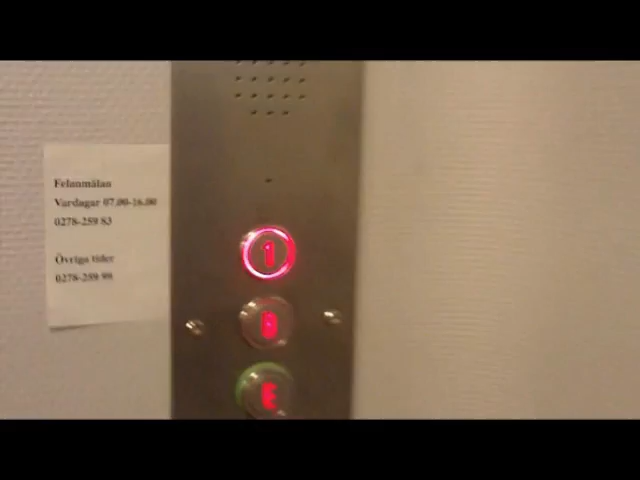 Felanmälan
Vardagar 07.00-16.00
0278-259 83
Övriga tider
0278-259 99
1
B
E